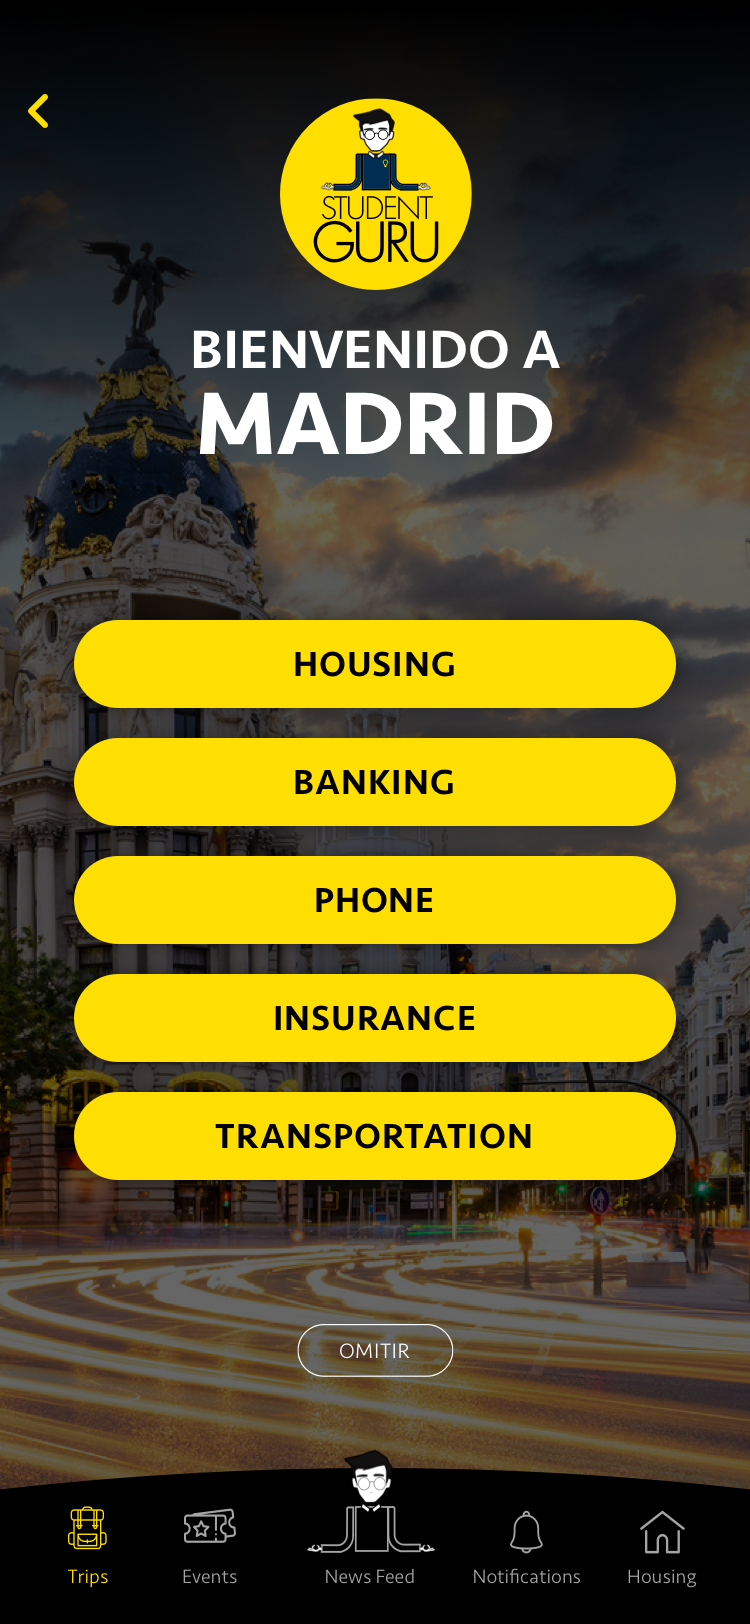 STUDENT
GURU
BIENVENIDO A
MADRID
HOUSING
BANKING
PHONE
INSURANCE
TRANSPORTATION
OMITIR
Trips
Events
News Feed
Notifications
Housing